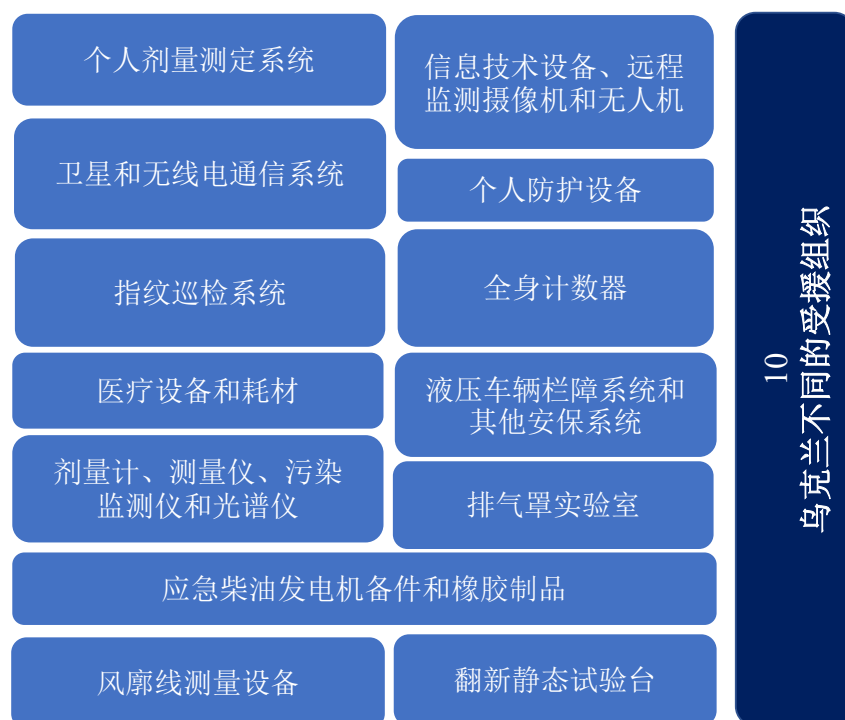 个人剂量测定系统
信息技术设备、远程
监测摄像机和无人机
卫星和无线电通信系统
个人防护设备
指纹巡检系统
全身计数器
医疗设备和耗材
液压车辆栏障系统和
其他安保系统
剂量计、测量仪、污染
监测仪和光谱仪
排气罩实验室
应急柴油发电机备件和橡胶制品
风廓线测量设备
翻新静态试验台
10
乌克兰不同的受援组织